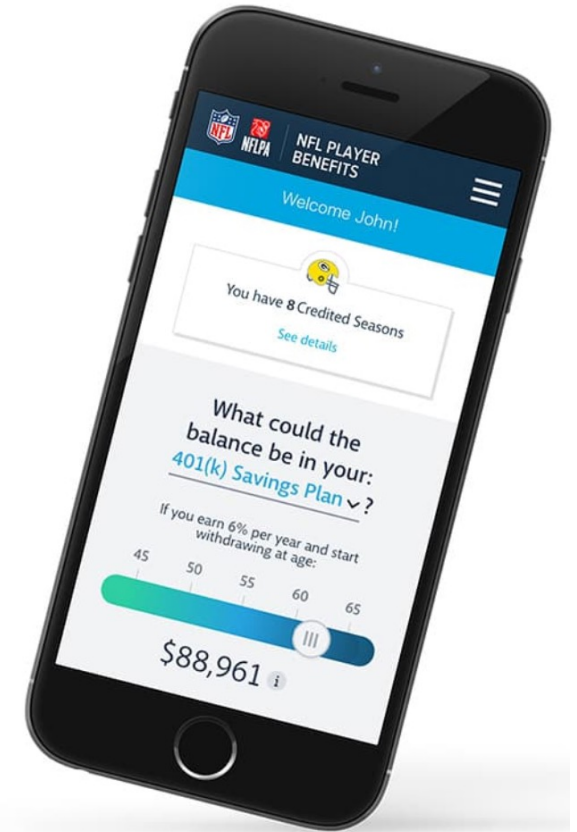 NFL
NFLPA
NFL PLAYER
BENEFITS
Welcome John!
G
You have 8 Credited Seasons
See details
What could the
balance be in your:
401(k) Savings Plan ?
If you earn 6% per year and start
withdrawing at age:
45 50 55 60 65
$88,961 i